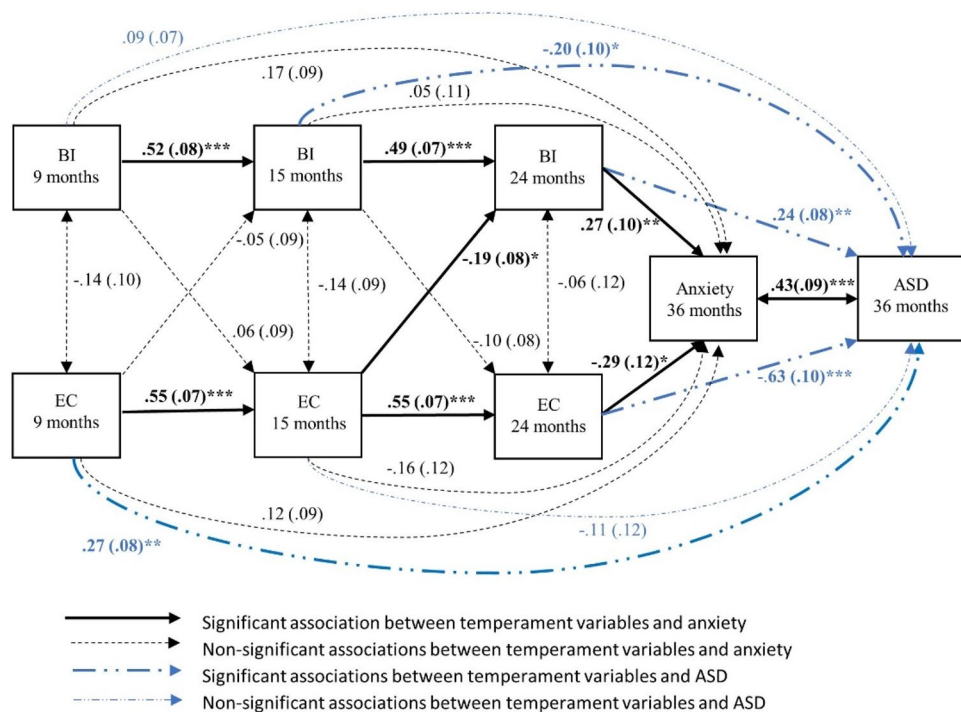 .09 (.07)
-.20 (.10)*
.17 (.09)
.05 (.11)
BI
9 months
.52 (.08)***
BI
15 months
.49 (.07)***
BI
24 months
.24 (.08)**
.27 (.10)**
-.05 (.09)
-.19 (.08)*
-.14 (.10)
-.14 (.09)
-.06 (.12)
Anxiety
36 months
.43(.09)***
ASD
36 months
.06 (.09)
-.10 (.08)
-.29 (.12)*
-.63 (.10)***
EC
9 months
.55 (.07)***
EC
15 months
.55 (.07)***
EC
24 months
-.16 (.12)
.12 (.09)
-.11 (.12)
.27 (.08)**
Significant association between temperament variables and anxiety
Non-significant associations between temperament variables and anxiety
Significant associations between temperament variables and ASD
Non-significant associations between temperament variables and ASD